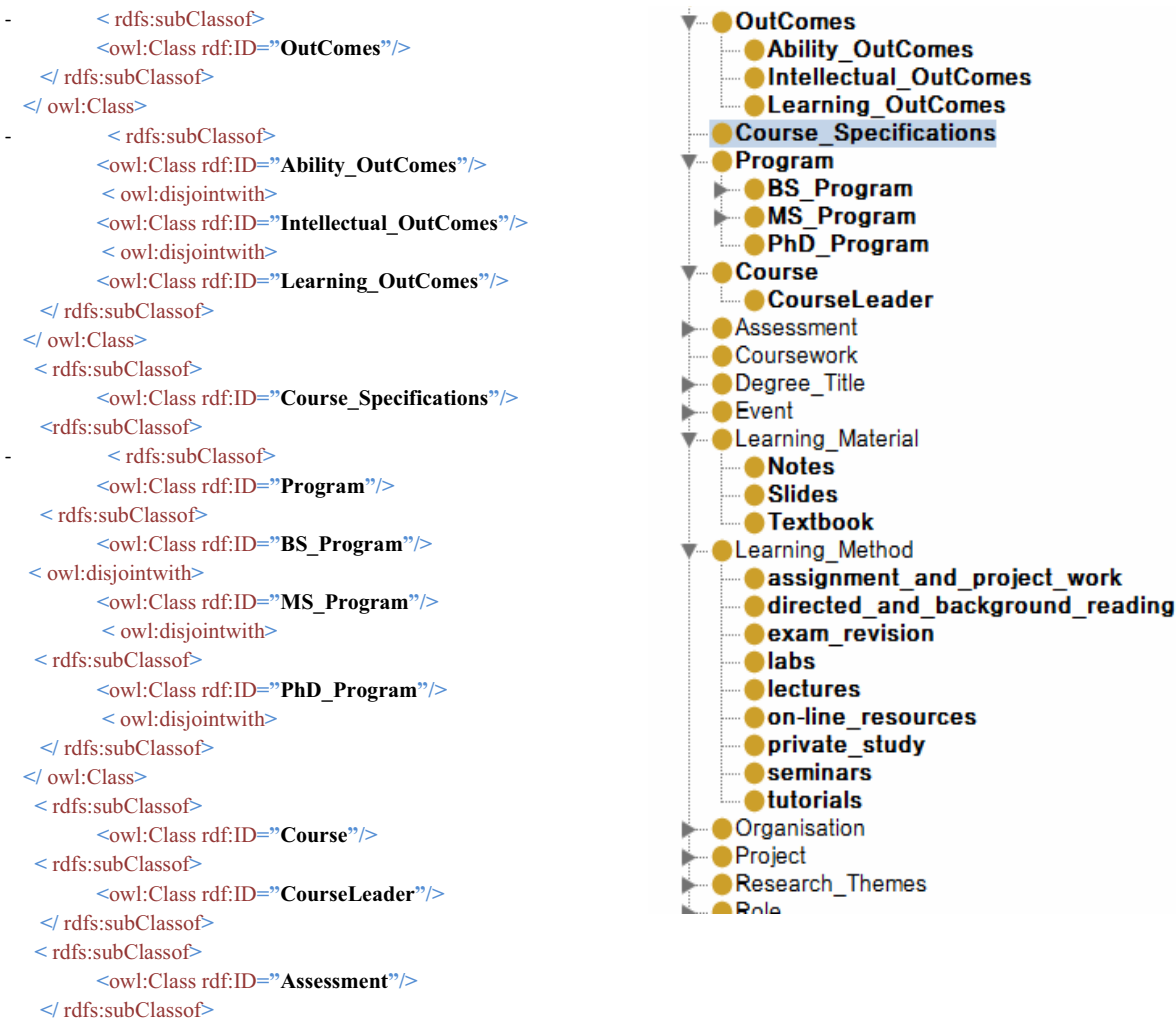 - < rdfs:subClassof>
<owl:Class rdf:ID=”OutComes”/>
</ rdfs:subClassof>
</ owl:Class>
- < rdfs:subClassof>
<owl:Class rdf:ID=”Ability_OutComes”/>
< owl:disjointwith>
<owl:Class rdf:ID=”Intellectual_OutComes”/>
< owl:disjointwith>
<owl:Class rdf:ID=”Learning_OutComes”/>
</ rdfs:subClassof>
</ owl:Class>
< rdfs:subClassof>
<owl:Class rdf:ID=”Course_Specifications”/>
<rdfs:subClassof>
- < rdfs:subClassof>
<owl:Class rdf:ID=”Program”/>
< rdfs:subClassof>
<owl:Class rdf:ID=”BS_Program”/>
< owl:disjointwith>
<owl:Class rdf:ID=”MS_Program”/>
< owl:disjointwith>
< rdfs:subClassof>
<owl:Class rdf:ID=”PhD_Program”/>
< owl:disjointwith>
</ rdfs:subClassof>
</ owl:Class>
< rdfs:subClassof>
<owl:Class rdf:ID=”Course”/>
< rdfs:subClassof>
<owl:Class rdf:ID=”CourseLeader”/>
</ rdfs:subClassof>
< rdfs:subClassof>
<owl:Class rdf:ID=”Assessment”/>
</ rdfs:subClassof>
OutComes
Ability_OutComes
Intellectual_OutComes
Learning_OutComes
Course_Specifications
Program
BS_Program
MS_Program
PhD_Program
Course
CourseLeader
Assessment
Coursework
Degree_Title
Event
Learning_Material
Notes
Slides
Textbook
Learning_Method
assignment_and_project_work
directed_and_background_reading
exam_revision
labs
lectures
on-line_resources
private_study
seminars
tutorials
Organisation
Project
Research_Themes
Role